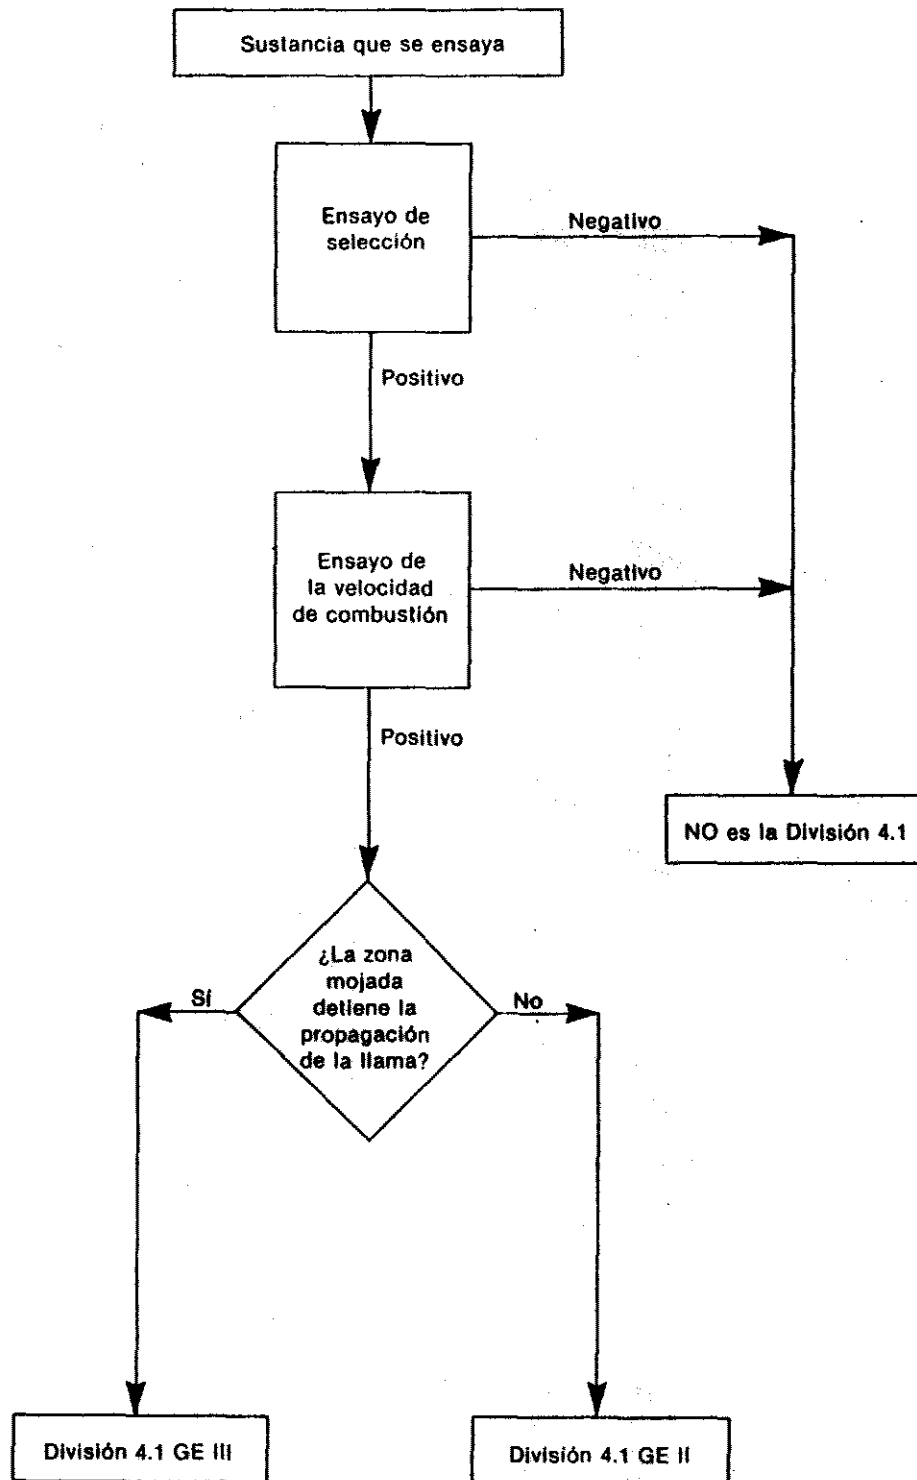 Sustancia que se ensaya
Ensayo de
selección
Negativo
Positivo
Ensayo de
la velocidad
de combustión
Negativo
Positivo
NO es la División 4.1
¿La zona
mojada
detiene la
propagación
de la llama?
Sí
No
División 4.1 GE III
División 4.1 GE II